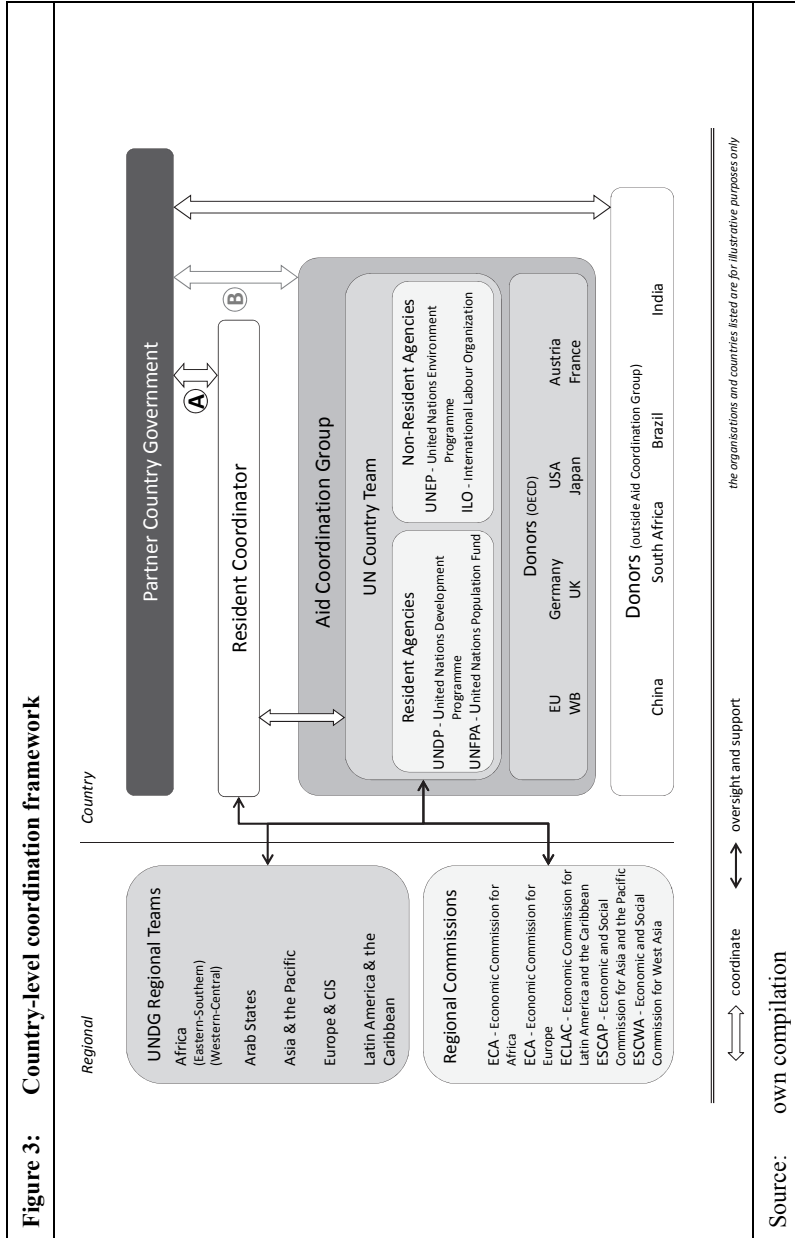 Figure 3: Country-level coordination framework
Regional
Country
UNDG Regional Teams
Africa
(Eastern-Southern)
(Western-Central)
Arab States
Asia & the Pacific
Europe & CIS
Latin America & the
Caribbean
Regional Commissions
ECA - Economic Commission for
Africa
ECA - Economic Commission for
Europe
ECLAC - Economic Commission for
Latin America and the Caribbean
ESCAP - Economic and Social
Commission for Asia and the Pacific
ESCWA - Economic and Social
Commission for West Asia
Partner Country Government
A
B
Resident Coordinator
Aid Coordination Group
UN Country Team
Resident Agencies
UNDP - United Nations Development
Programme
UNFPA - United Nations Population Fund
Non-Resident Agencies
UNEP - United Nations Environment
Programme
ILO - International Labour Organization
Donors (OECD)
EU Germany USA Austria
WB UK Japan France
Donors (outside Aid Coordination Group)
China South Africa Brazil India
coordinate oversight and support
the organisations and countries listed are for illustrative purposes only
Source: own compilation